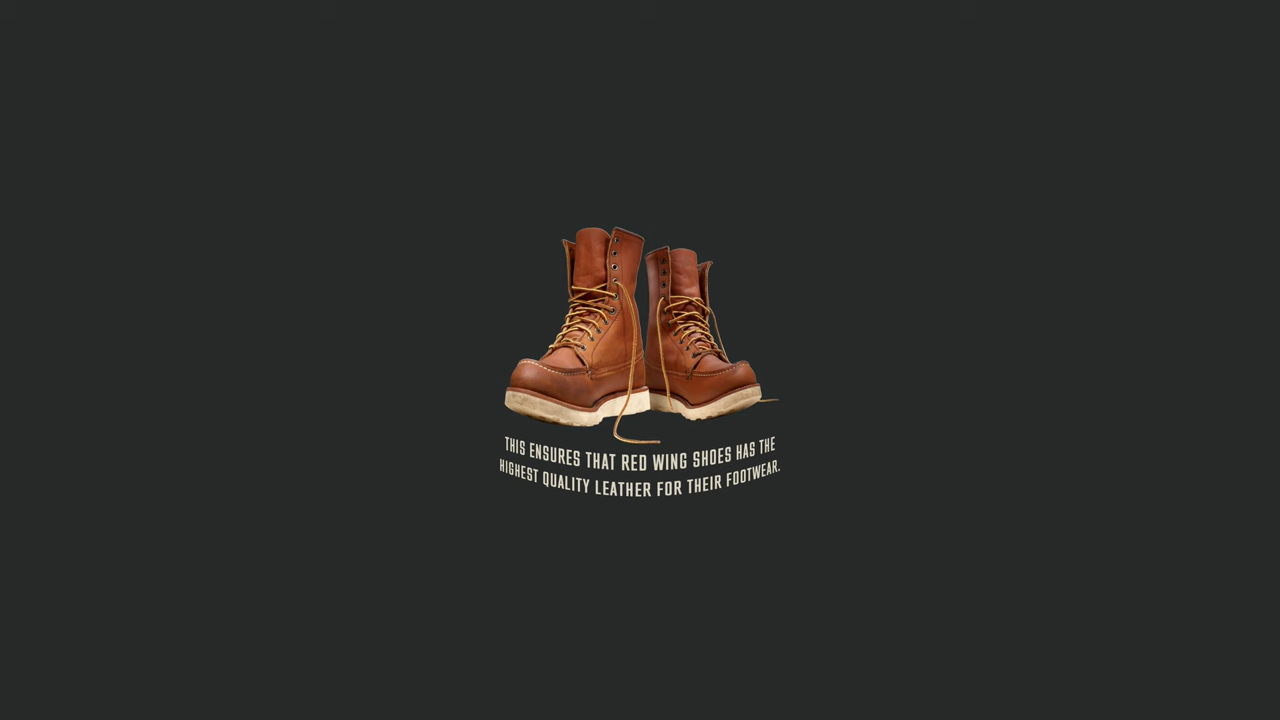 THIS ENSURES THAT RED WING SHOES HAS THE
HIGHEST QUALITY LEATHER FOR THEIR FOOTWEAR.